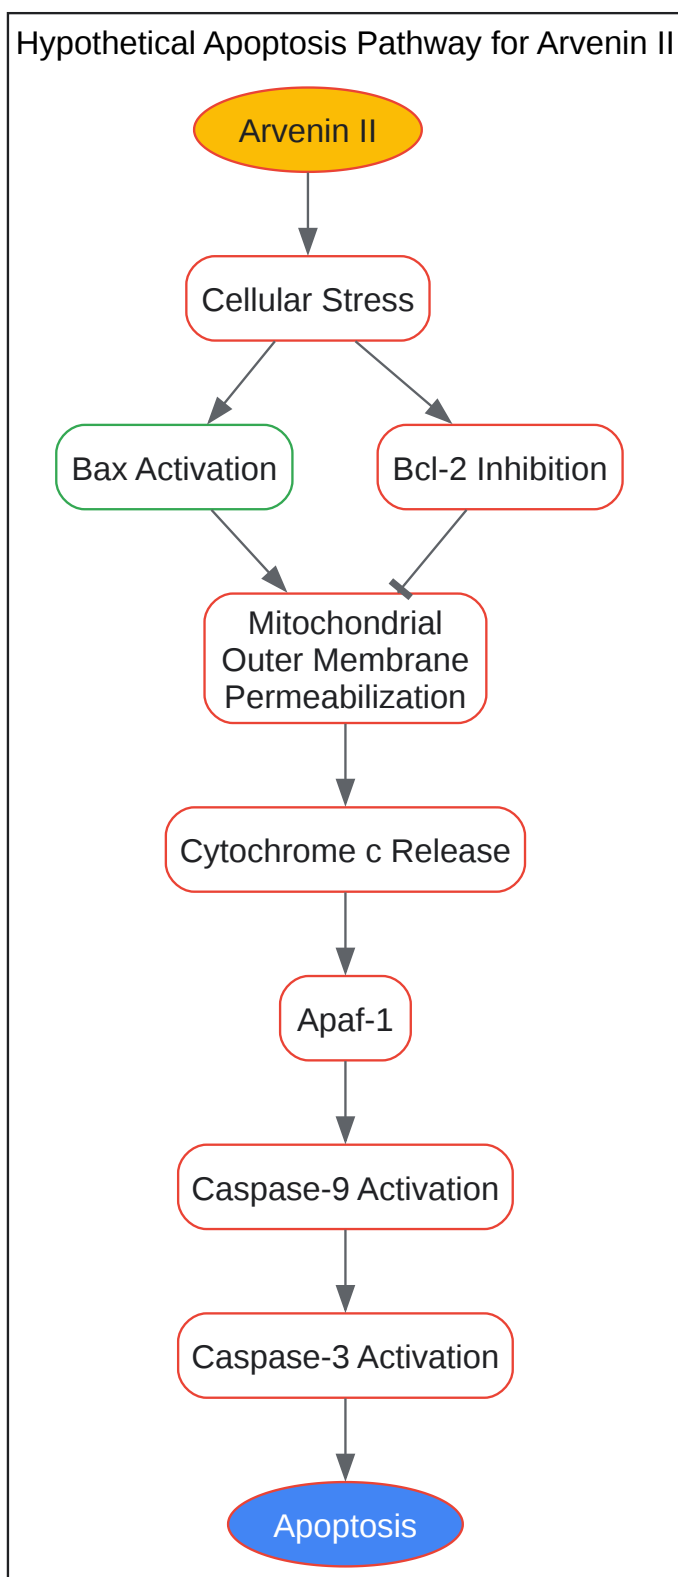 Hypothetical Apoptosis Pathway for Arvenin II
Arvenin II
Cellular Stress
Bax Activation
Bcl-2 Inhibition
Mitochondrial
Outer Membrane
Permeabilization
Cytochrome c Release
Apaf-1
Caspase-9 Activation
Caspase-3 Activation
Apoptosis